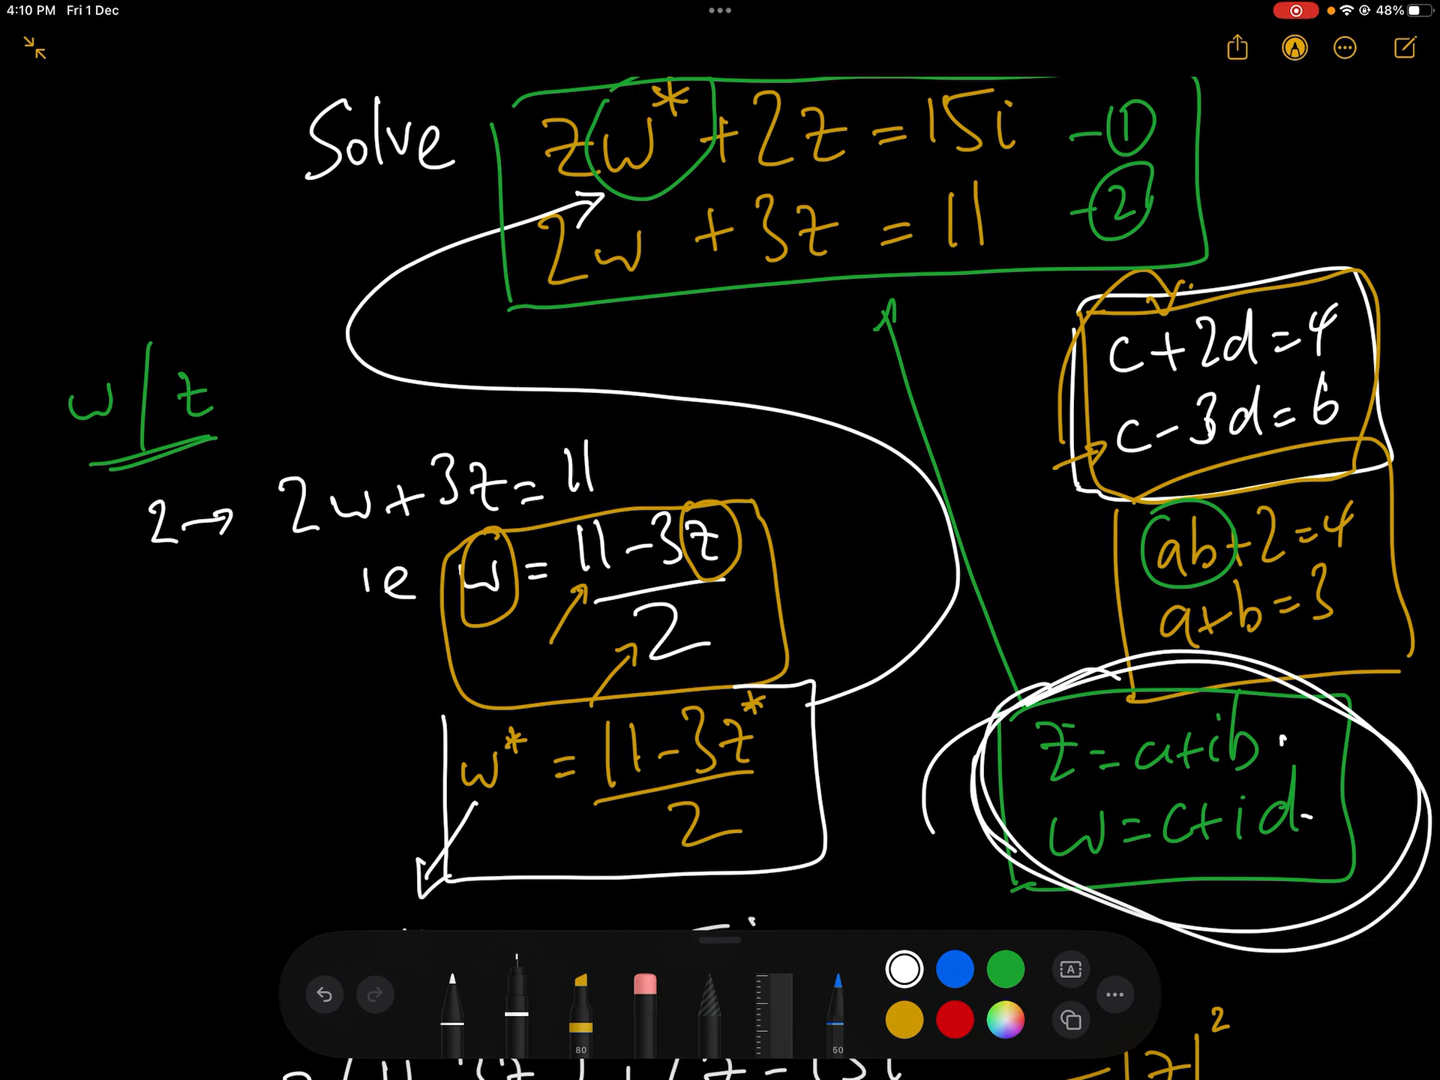 4:10 PM Fri 1 Dec
48%
Solve
zw* + 2z = 15i -①
2w + 3z = 11 -②
c + 2d = 4
c - 3d = 6
w | z
2 → 2w + 3z = 11
ie w = (11 - 3z)/2
ab + 2 = 4
a + b = 3
w* = (11 - 3z*)/2
z = a + ib
w = c + id
80
50
A
|z|²